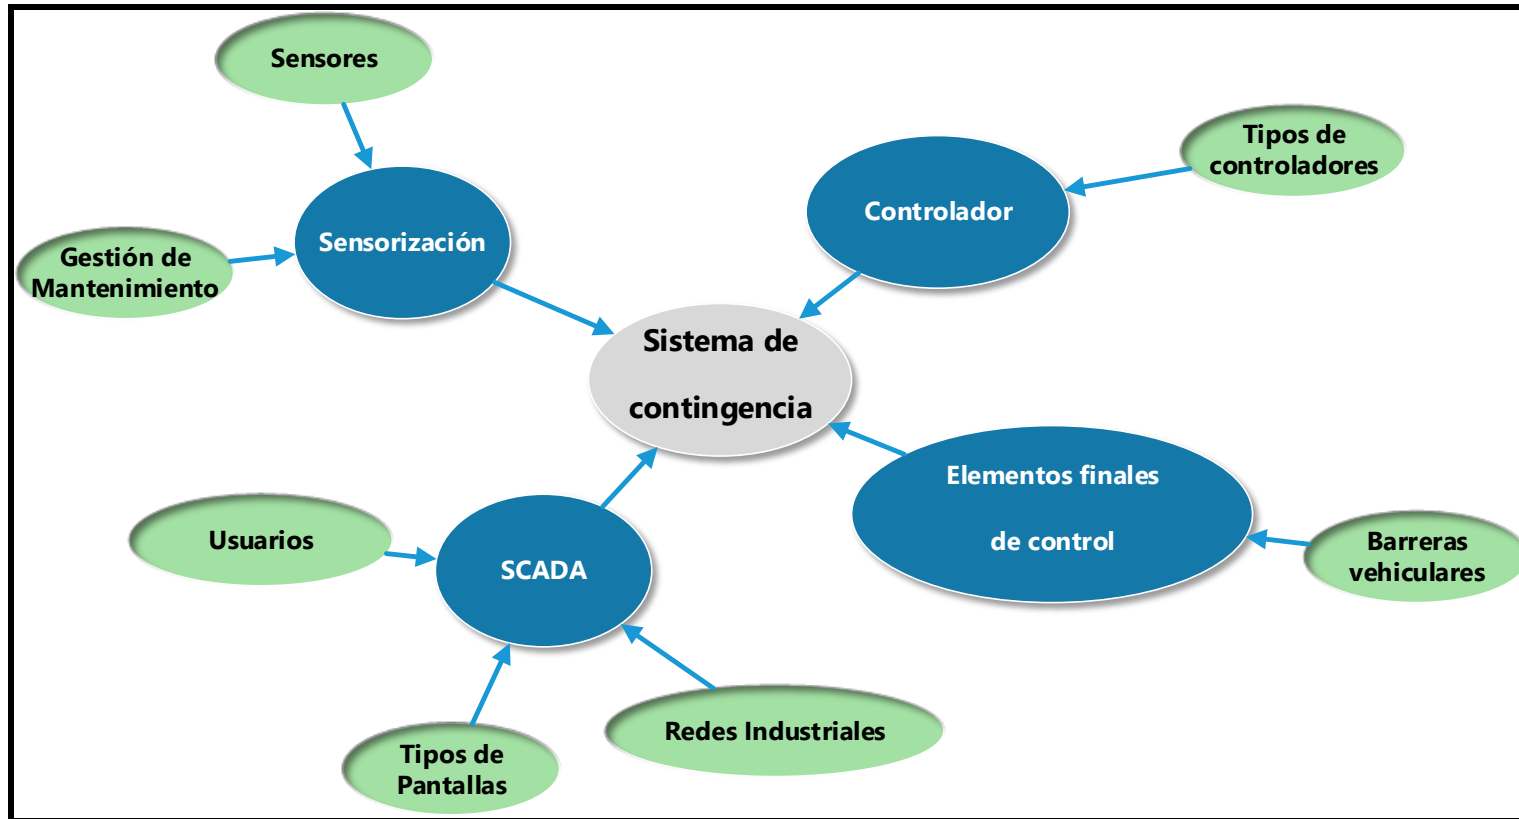 Sensores
Tipos de
controladores
Controlador
Sensorización
Gestión de
Mantenimiento
Sistema de
contingencia
Elementos finales
de control
Usuarios
SCADA
Barreras
vehiculares
Redes Industriales
Tipos de
Pantallas